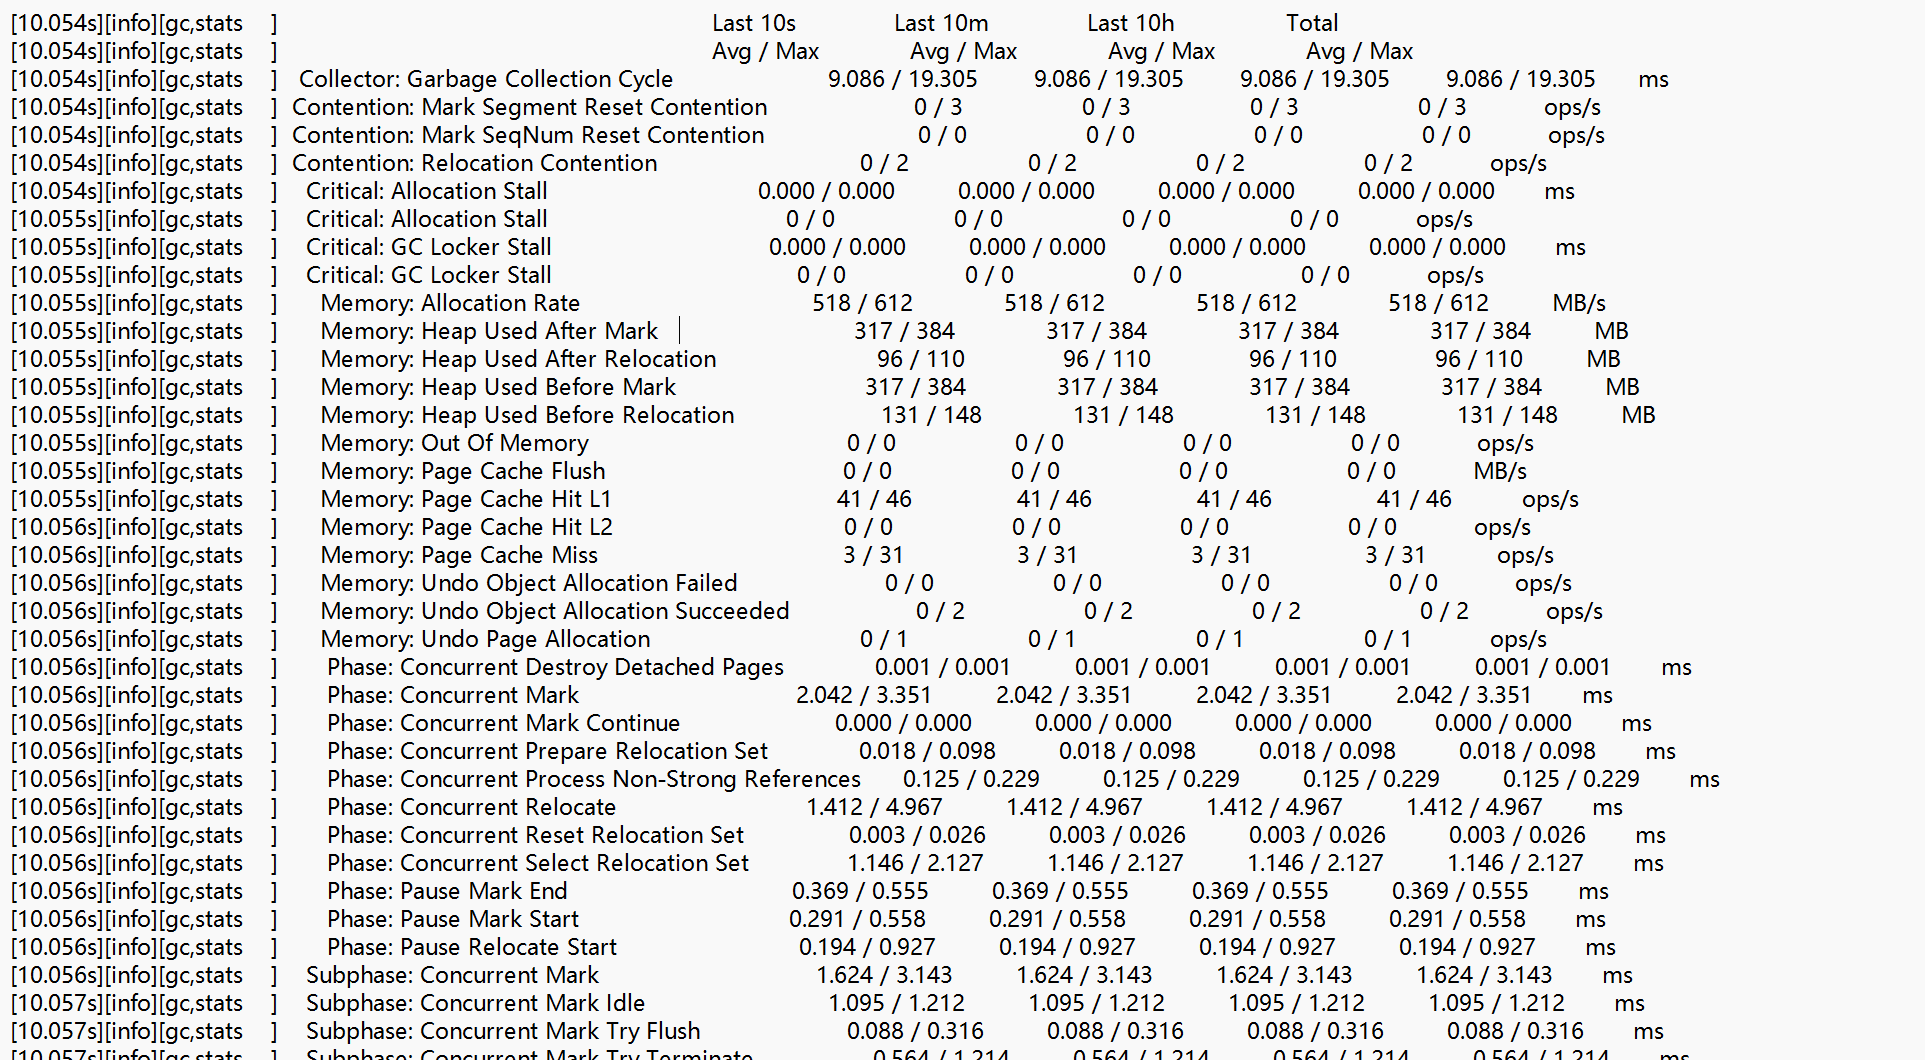 [10.054s][info][gc,stats    ]                                                              Last 10s              Last 10m              Last 10h                Total
[10.054s][info][gc,stats    ]                                                              Avg / Max             Avg / Max             Avg / Max             Avg / Max
[10.054s][info][gc,stats    ]   Collector: Garbage Collection Cycle                      9.086 / 19.305        9.086 / 19.305        9.086 / 19.305        9.086 / 19.305      ms
[10.054s][info][gc,stats    ]  Contention: Mark Segment Reset Contention                     0 / 3                 0 / 3                 0 / 3                 0 / 3           ops/s
[10.054s][info][gc,stats    ]  Contention: Mark SeqNum Reset Contention                      0 / 0                 0 / 0                 0 / 0                 0 / 0           ops/s
[10.054s][info][gc,stats    ]  Contention: Relocation Contention                             0 / 2                 0 / 2                 0 / 2                 0 / 2           ops/s
[10.054s][info][gc,stats    ]    Critical: Allocation Stall                              0.000 / 0.000         0.000 / 0.000         0.000 / 0.000         0.000 / 0.000       ms
[10.055s][info][gc,stats    ]    Critical: Allocation Stall                                  0 / 0                 0 / 0                 0 / 0                 0 / 0           ops/s
[10.055s][info][gc,stats    ]    Critical: GC Locker Stall                               0.000 / 0.000         0.000 / 0.000         0.000 / 0.000         0.000 / 0.000       ms
[10.055s][info][gc,stats    ]    Critical: GC Locker Stall                                   0 / 0                 0 / 0                 0 / 0                 0 / 0           ops/s
[10.055s][info][gc,stats    ]      Memory: Allocation Rate                                 518 / 612             518 / 612             518 / 612             518 / 612         MB/s
[10.055s][info][gc,stats    ]      Memory: Heap Used After Mark                            317 / 384             317 / 384             317 / 384             317 / 384         MB
[10.055s][info][gc,stats    ]      Memory: Heap Used After Relocation                       96 / 110              96 / 110              96 / 110              96 / 110         MB
[10.055s][info][gc,stats    ]      Memory: Heap Used Before Mark                           317 / 384             317 / 384             317 / 384             317 / 384         MB
[10.055s][info][gc,stats    ]      Memory: Heap Used Before Relocation                     131 / 148             131 / 148             131 / 148             131 / 148         MB
[10.055s][info][gc,stats    ]      Memory: Out Of Memory                                     0 / 0                 0 / 0                 0 / 0                 0 / 0           ops/s
[10.055s][info][gc,stats    ]      Memory: Page Cache Flush                                  0 / 0                 0 / 0                 0 / 0                 0 / 0           MB/s
[10.055s][info][gc,stats    ]      Memory: Page Cache Hit L1                                41 / 46               41 / 46               41 / 46               41 / 46          ops/s
[10.056s][info][gc,stats    ]      Memory: Page Cache Hit L2                                 0 / 0                 0 / 0                 0 / 0                 0 / 0           ops/s
[10.056s][info][gc,stats    ]      Memory: Page Cache Miss                                   3 / 31                3 / 31                3 / 31                3 / 31          ops/s
[10.056s][info][gc,stats    ]      Memory: Undo Object Allocation Failed                     0 / 0                 0 / 0                 0 / 0                 0 / 0           ops/s
[10.056s][info][gc,stats    ]      Memory: Undo Object Allocation Succeeded                  0 / 2                 0 / 2                 0 / 2                 0 / 2           ops/s
[10.056s][info][gc,stats    ]      Memory: Undo Page Allocation                              0 / 1                 0 / 1                 0 / 1                 0 / 1           ops/s
[10.056s][info][gc,stats    ]       Phase: Concurrent Destroy Detached Pages             0.001 / 0.001         0.001 / 0.001         0.001 / 0.001         0.001 / 0.001       ms
[10.056s][info][gc,stats    ]       Phase: Concurrent Mark                               2.042 / 3.351         2.042 / 3.351         2.042 / 3.351         2.042 / 3.351       ms
[10.056s][info][gc,stats    ]       Phase: Concurrent Mark Continue                      0.000 / 0.000         0.000 / 0.000         0.000 / 0.000         0.000 / 0.000       ms
[10.056s][info][gc,stats    ]       Phase: Concurrent Prepare Relocation Set             0.018 / 0.098         0.018 / 0.098         0.018 / 0.098         0.018 / 0.098       ms
[10.056s][info][gc,stats    ]       Phase: Concurrent Process Non-Strong References      0.125 / 0.229         0.125 / 0.229         0.125 / 0.229         0.125 / 0.229       ms
[10.056s][info][gc,stats    ]       Phase: Concurrent Relocate                           1.412 / 4.967         1.412 / 4.967         1.412 / 4.967         1.412 / 4.967       ms
[10.056s][info][gc,stats    ]       Phase: Concurrent Reset Relocation Set               0.003 / 0.026         0.003 / 0.026         0.003 / 0.026         0.003 / 0.026       ms
[10.056s][info][gc,stats    ]       Phase: Concurrent Select Relocation Set              1.146 / 2.127         1.146 / 2.127         1.146 / 2.127         1.146 / 2.127       ms
[10.056s][info][gc,stats    ]       Phase: Pause Mark End                                0.369 / 0.555         0.369 / 0.555         0.369 / 0.555         0.369 / 0.555       ms
[10.056s][info][gc,stats    ]       Phase: Pause Mark Start                              0.291 / 0.558         0.291 / 0.558         0.291 / 0.558         0.291 / 0.558       ms
[10.056s][info][gc,stats    ]       Phase: Pause Relocate Start                          0.194 / 0.927         0.194 / 0.927         0.194 / 0.927         0.194 / 0.927       ms
[10.056s][info][gc,stats    ]    Subphase: Concurrent Mark                               1.624 / 3.143         1.624 / 3.143         1.624 / 3.143         1.624 / 3.143       ms
[10.057s][info][gc,stats    ]    Subphase: Concurrent Mark Idle                          1.095 / 1.212         1.095 / 1.212         1.095 / 1.212         1.095 / 1.212       ms
[10.057s][info][gc,stats    ]    Subphase: Concurrent Mark Try Flush                     0.088 / 0.316         0.088 / 0.316         0.088 / 0.316         0.088 / 0.316       ms
[10.057s][info][gc,stats    ]    Subphase: Concurrent Mark Try Terminate                 0.564 / 1.214         0.564 / 1.214         0.564 / 1.214         0.564 / 1.214       ms